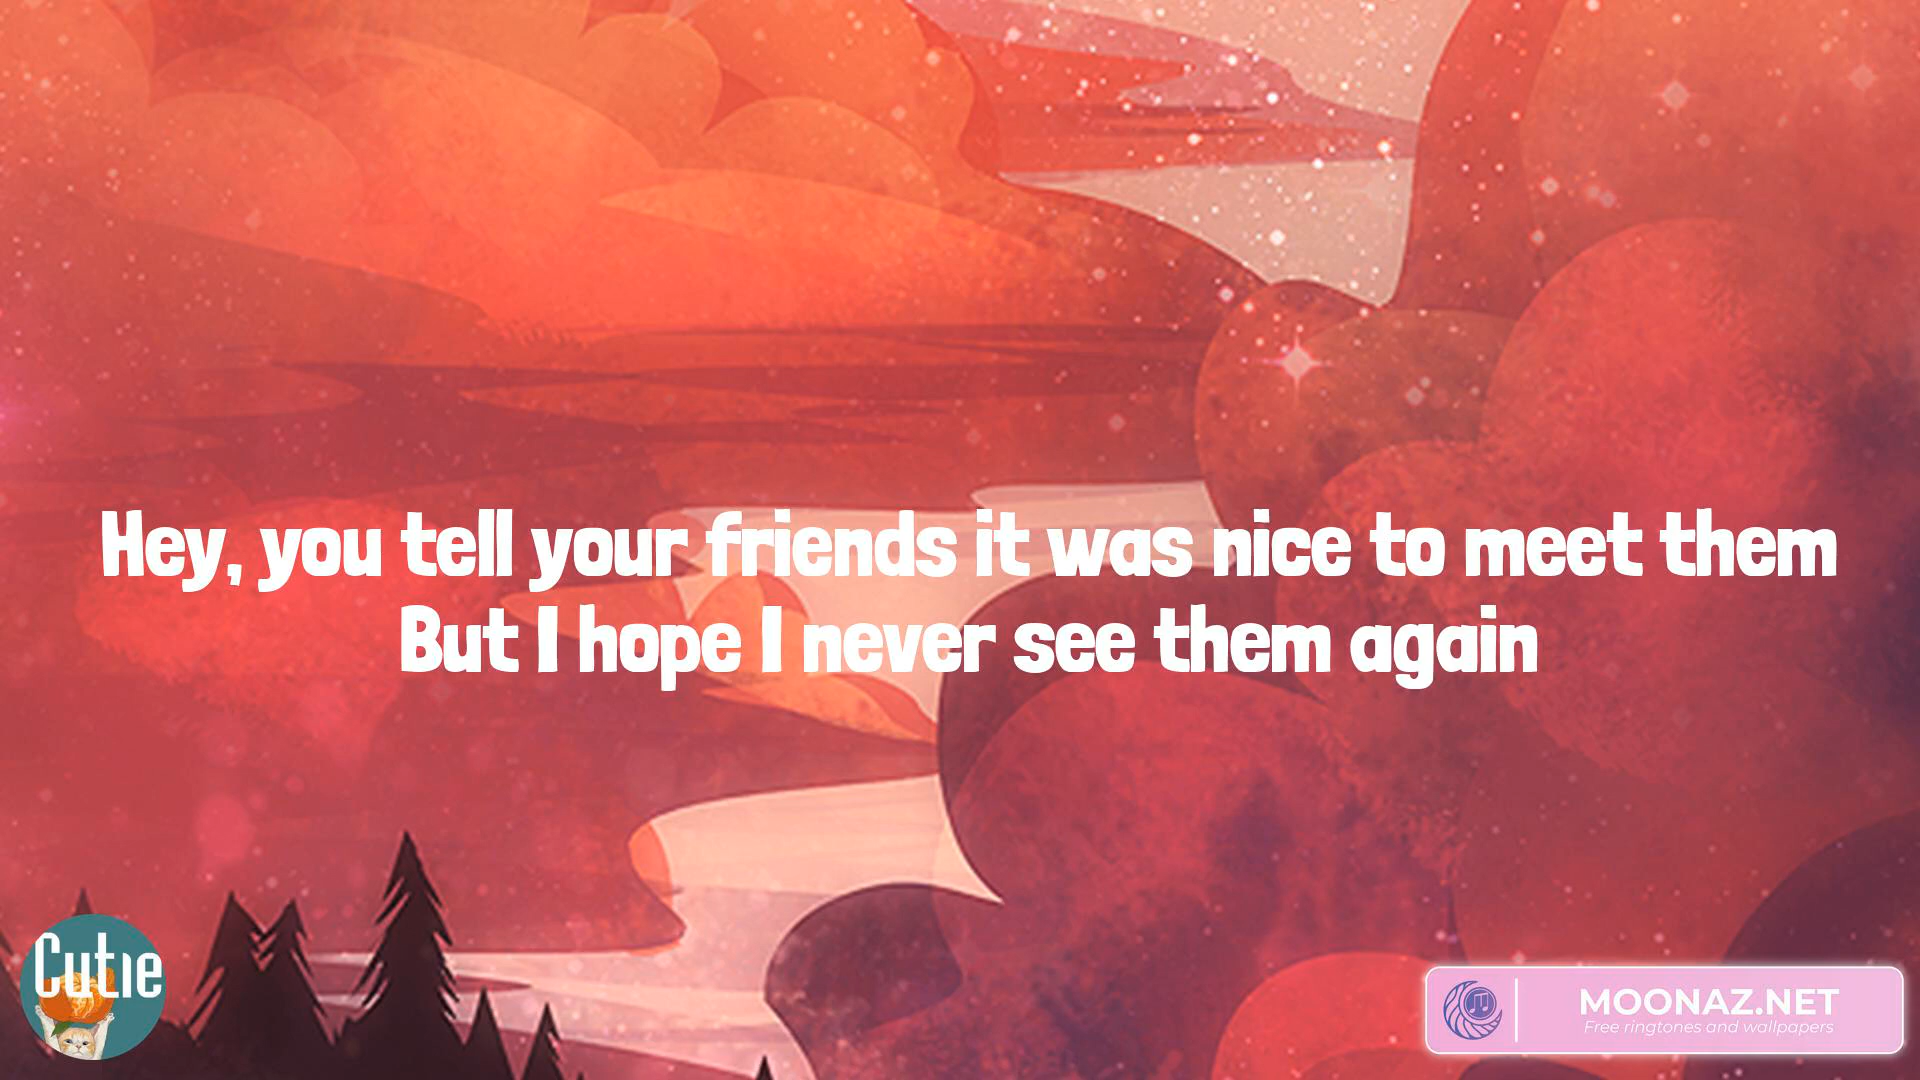 Hey, you tell your friends it was nice to meet them
But I hope I never see them again
Cutie
MOONAZ.NET
Free ringtones and wallpapers